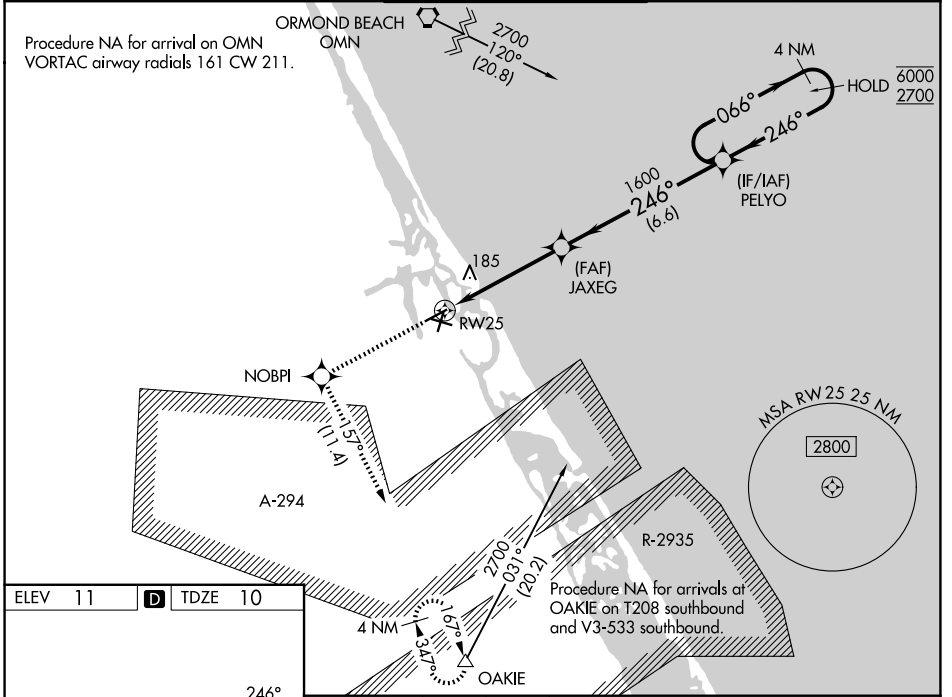 Procedure NA for arrival on OMN
VORTAC airway radials 161 CW 211.
ORMOND BEACH
OMN
2700
120°
(20.8)
4 NM
HOLD
6000
2700
066°
246°
(IF/IAF)
PELYO
1600
246°
(6.6)
(FAF)
JAXEG
185
RW25
NOBPI
157°
(11.4)
MSA RW25 25 NM
2800
A-294
R-2935
2700
031°
(20.2)
Procedure NA for arrivals at
OAKIE on T208 southbound
and V3-533 southbound.
4 NM
167°
347°
OAKIE
ELEV 11 D TDZE 10
246°